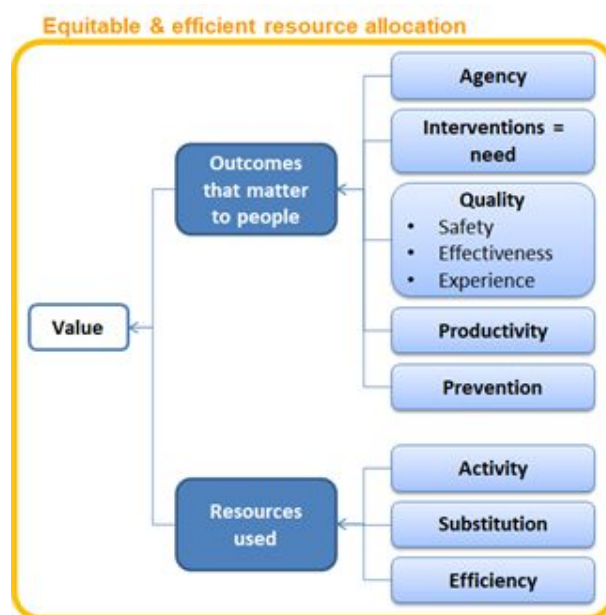 Equitable & efficient resource allocation
Agency
Interventions =
need
Outcomes
that matter
to people
Quality
• Safety
• Effectiveness
• Experience
Value
Productivity
Prevention
Activity
Resources
used
Substitution
Efficiency